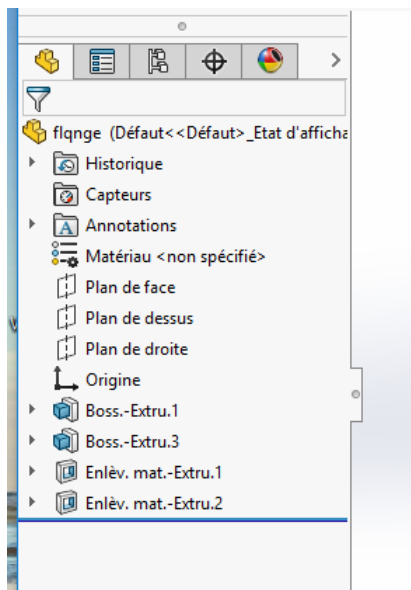 flqnge (Défaut<<Défaut>_Etat d'afficha
Historique
Capteurs
Annotations
Matériau <non spécifié>
Plan de face
Plan de dessus
Plan de droite
Origine
Boss.-Extru.1
Boss.-Extru.3
Enlèv. mat.-Extru.1
Enlèv. mat.-Extru.2